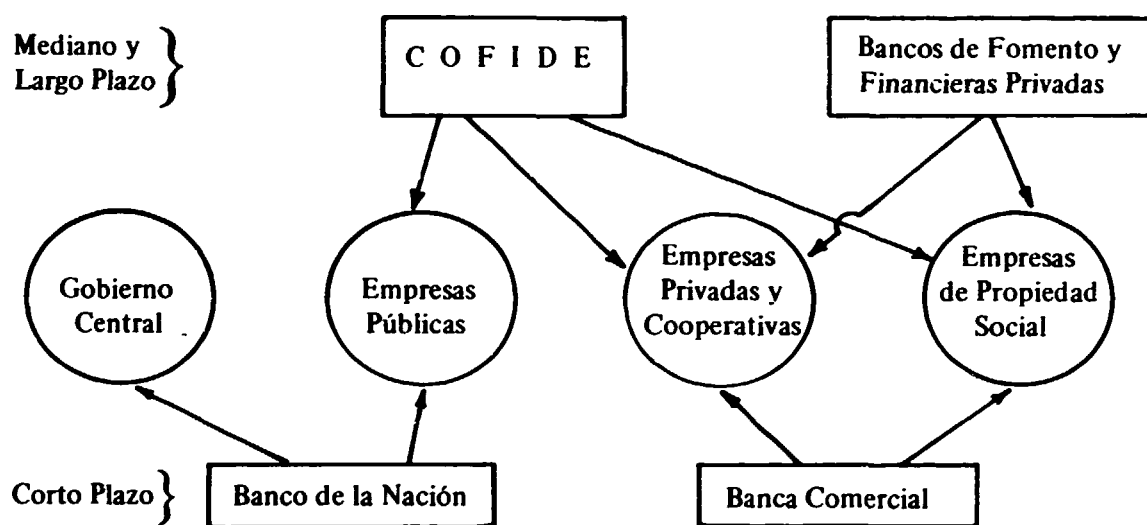 Mediano y
Largo Plazo
C O F I D E
Bancos de Fomento y
Financieras Privadas
Gobierno
Central
Empresas
Públicas
Empresas
Privadas y
Cooperativas
Empresas
de Propiedad
Social
Corto Plazo
Banco de la Nación
Banca Comercial